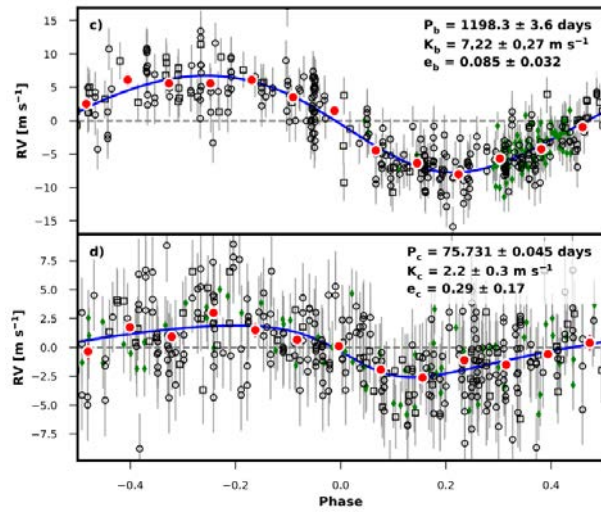 c)
P_b = 1198.3 ± 3.6 days
K_b = 7.22 ± 0.27 m s⁻¹
e_b = 0.085 ± 0.032
RV [m s⁻¹]
15
10
5
0
−5
−10
−15
d)
P_c = 75.731 ± 0.045 days
K_c = 2.2 ± 0.3 m s⁻¹
e_c = 0.29 ± 0.17
RV [m s⁻¹]
7.5
5.0
2.5
0.0
−2.5
−5.0
−7.5
−0.4 −0.2 0.0 0.2 0.4
Phase